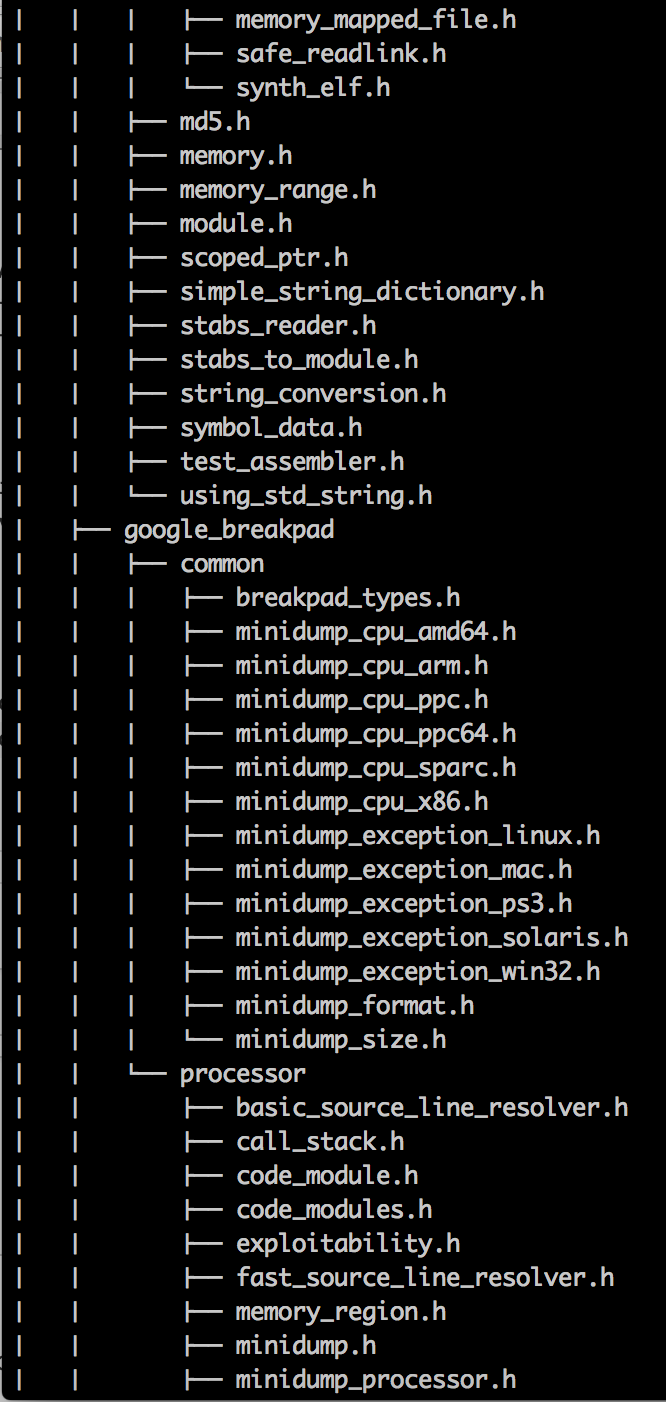 |   |   |   ├── memory_mapped_file.h
|   |   |   ├── safe_readlink.h
|   |   |   └── synth_elf.h
|   |   ├── md5.h
|   |   ├── memory.h
|   |   ├── memory_range.h
|   |   ├── module.h
|   |   ├── scoped_ptr.h
|   |   ├── simple_string_dictionary.h
|   |   ├── stabs_reader.h
|   |   ├── stabs_to_module.h
|   |   ├── string_conversion.h
|   |   ├── symbol_data.h
|   |   ├── test_assembler.h
|   |   └── using_std_string.h
|   ├── google_breakpad
|   |   ├── common
|   |   |   ├── breakpad_types.h
|   |   |   ├── minidump_cpu_amd64.h
|   |   |   ├── minidump_cpu_arm.h
|   |   |   ├── minidump_cpu_ppc.h
|   |   |   ├── minidump_cpu_ppc64.h
|   |   |   ├── minidump_cpu_sparc.h
|   |   |   ├── minidump_cpu_x86.h
|   |   |   ├── minidump_exception_linux.h
|   |   |   ├── minidump_exception_mac.h
|   |   |   ├── minidump_exception_ps3.h
|   |   |   ├── minidump_exception_solaris.h
|   |   |   ├── minidump_exception_win32.h
|   |   |   ├── minidump_format.h
|   |   |   └── minidump_size.h
|   |   └── processor
|   |       ├── basic_source_line_resolver.h
|   |       ├── call_stack.h
|   |       ├── code_module.h
|   |       ├── code_modules.h
|   |       ├── exploitability.h
|   |       ├── fast_source_line_resolver.h
|   |       ├── memory_region.h
|   |       ├── minidump.h
|   |       ├── minidump_processor.h